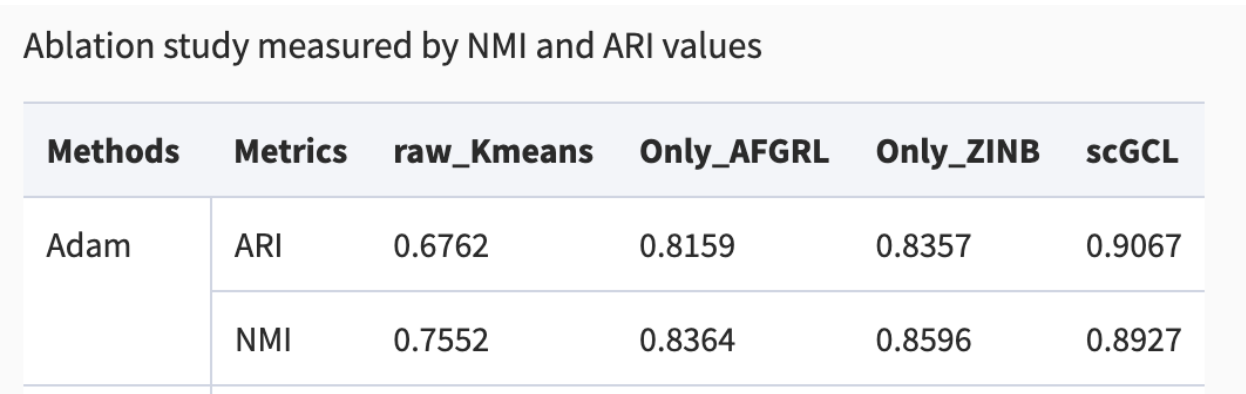 Ablation study measured by NMI and ARI values
Methods Metrics raw_Kmeans Only_AFGRL Only_ZINB scGCL
Adam ARI 0.6762 0.8159 0.8357 0.9067
NMI 0.7552 0.8364 0.8596 0.8927